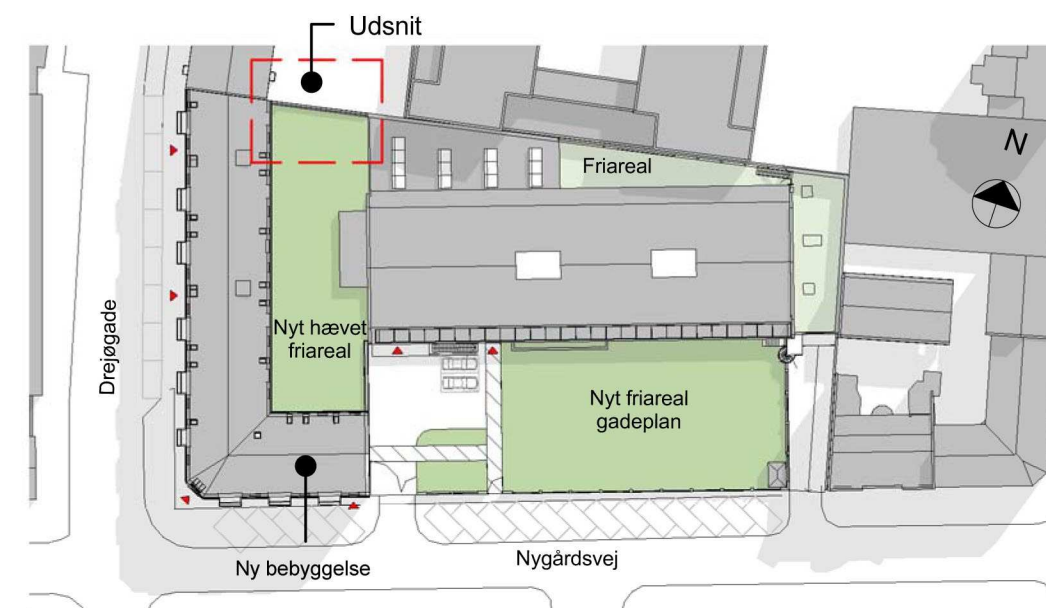 Udsnit
N
Friareal
Nyt hævet
friareal
Drejøgade
Nyt friareal
gadeplan
Ny bebyggelse
Nygårdsvej